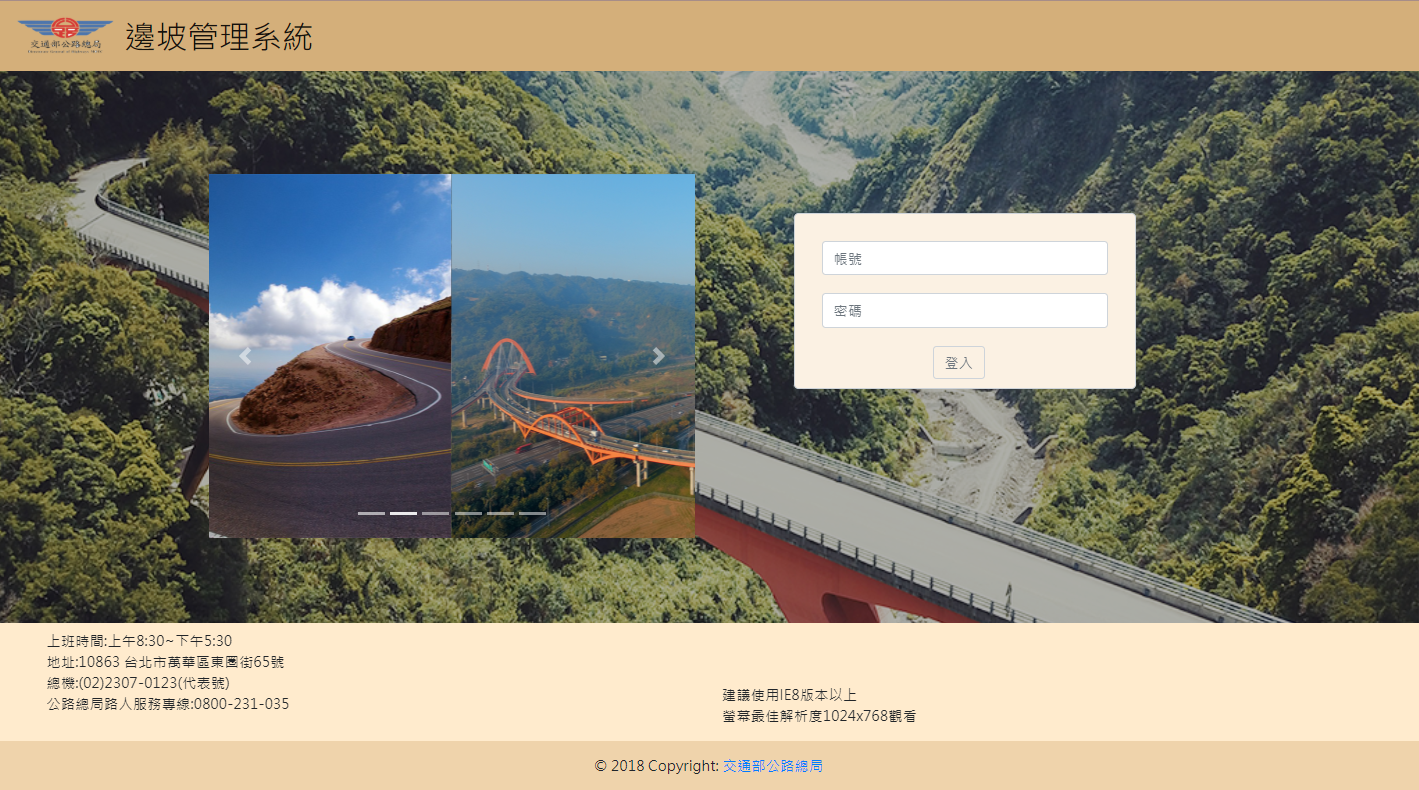 交通部公路總局
邊坡管理系統
帳號
密碼
登入
上班時間:上午8:30~下午5:30
地址:10863 台北市萬華區東園街65號
總機:(02)2307-0123(代表號)
公路總局路人服務專線:0800-231-035
建議使用IE8版本以上
螢幕最佳解析度1024x768觀看
© 2018 Copyright: 交通部公路總局